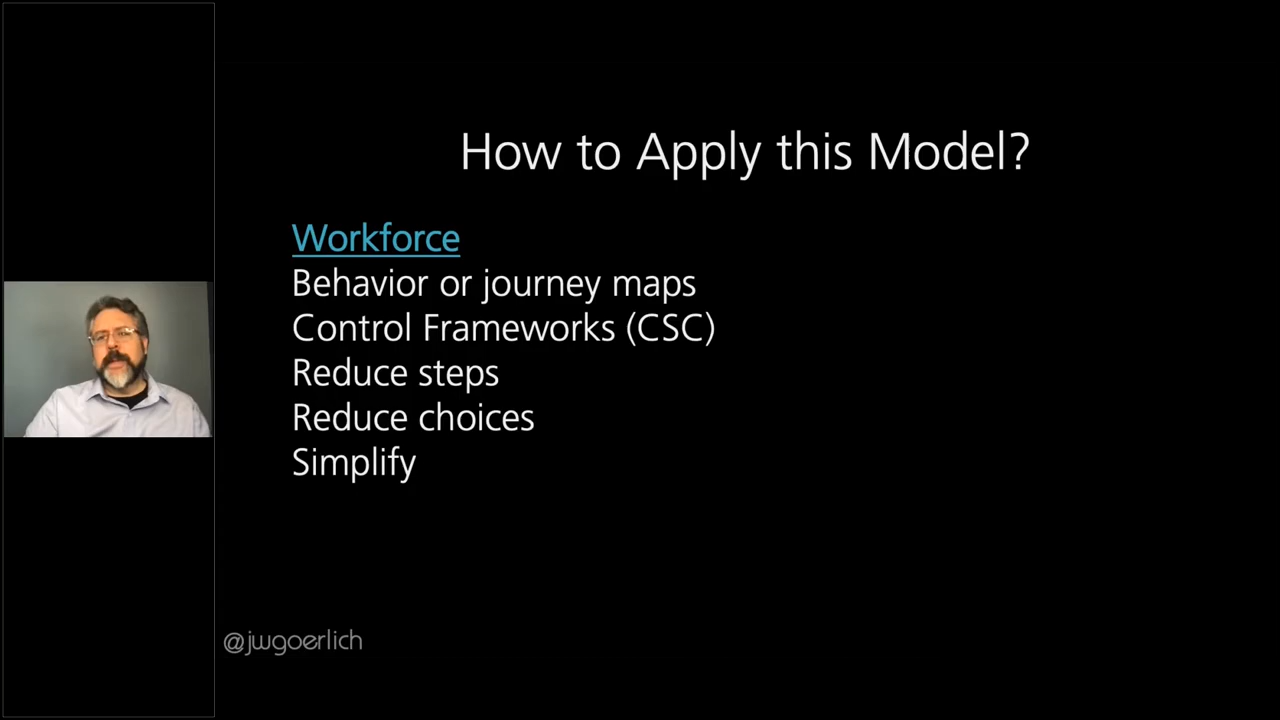 How to Apply this Model?
Workforce
Behavior or journey maps
Control Frameworks (CSC)
Reduce steps
Reduce choices
Simplify
@jwgoerlich